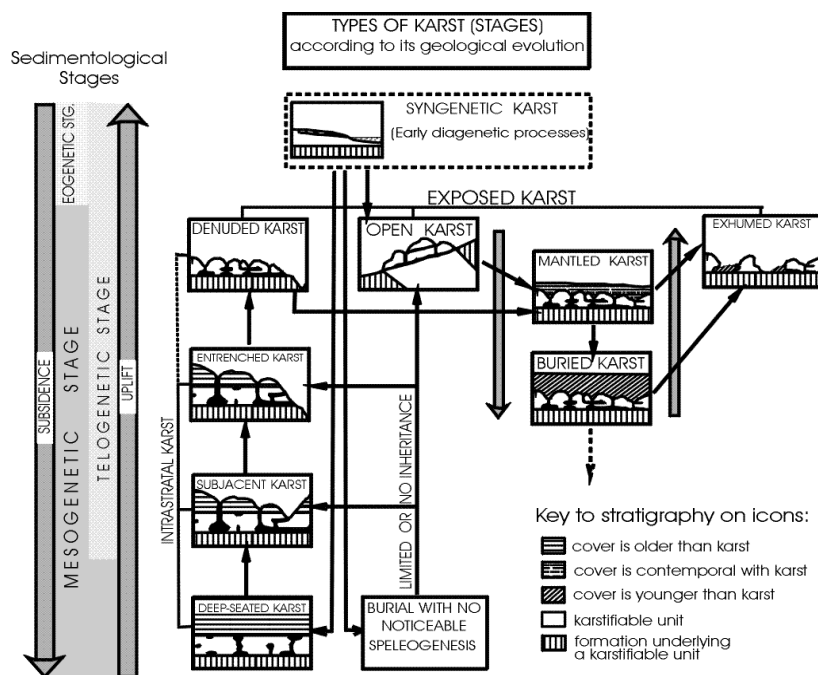 TYPES OF KARST (STAGES)
according to its geological evolution
Sedimentological
Stages
SYNGENETIC KARST
(Early diagenetic processes)
EOGENETIC STG.
MESOGENETIC STAGE
TELOGENETIC STAGE
SUBSIDENCE
UPLIFT
EXPOSED KARST
DENUDED KARST
OPEN KARST
EXHUMED KARST
MANTLED KARST
ENTRENCHED KARST
BURIED KARST
INTRASTRATAL KARST
SUBJACENT KARST
LIMITED OR NO INHERITANCE
DEEP-SEATED KARST
BURIAL WITH NO
NOTICEABLE
SPELEOGENESIS
Key to stratigraphy on icons:
cover is older than karst
cover is contemporal with karst
cover is younger than karst
karstifiable unit
formation underlying
a karstifiable unit